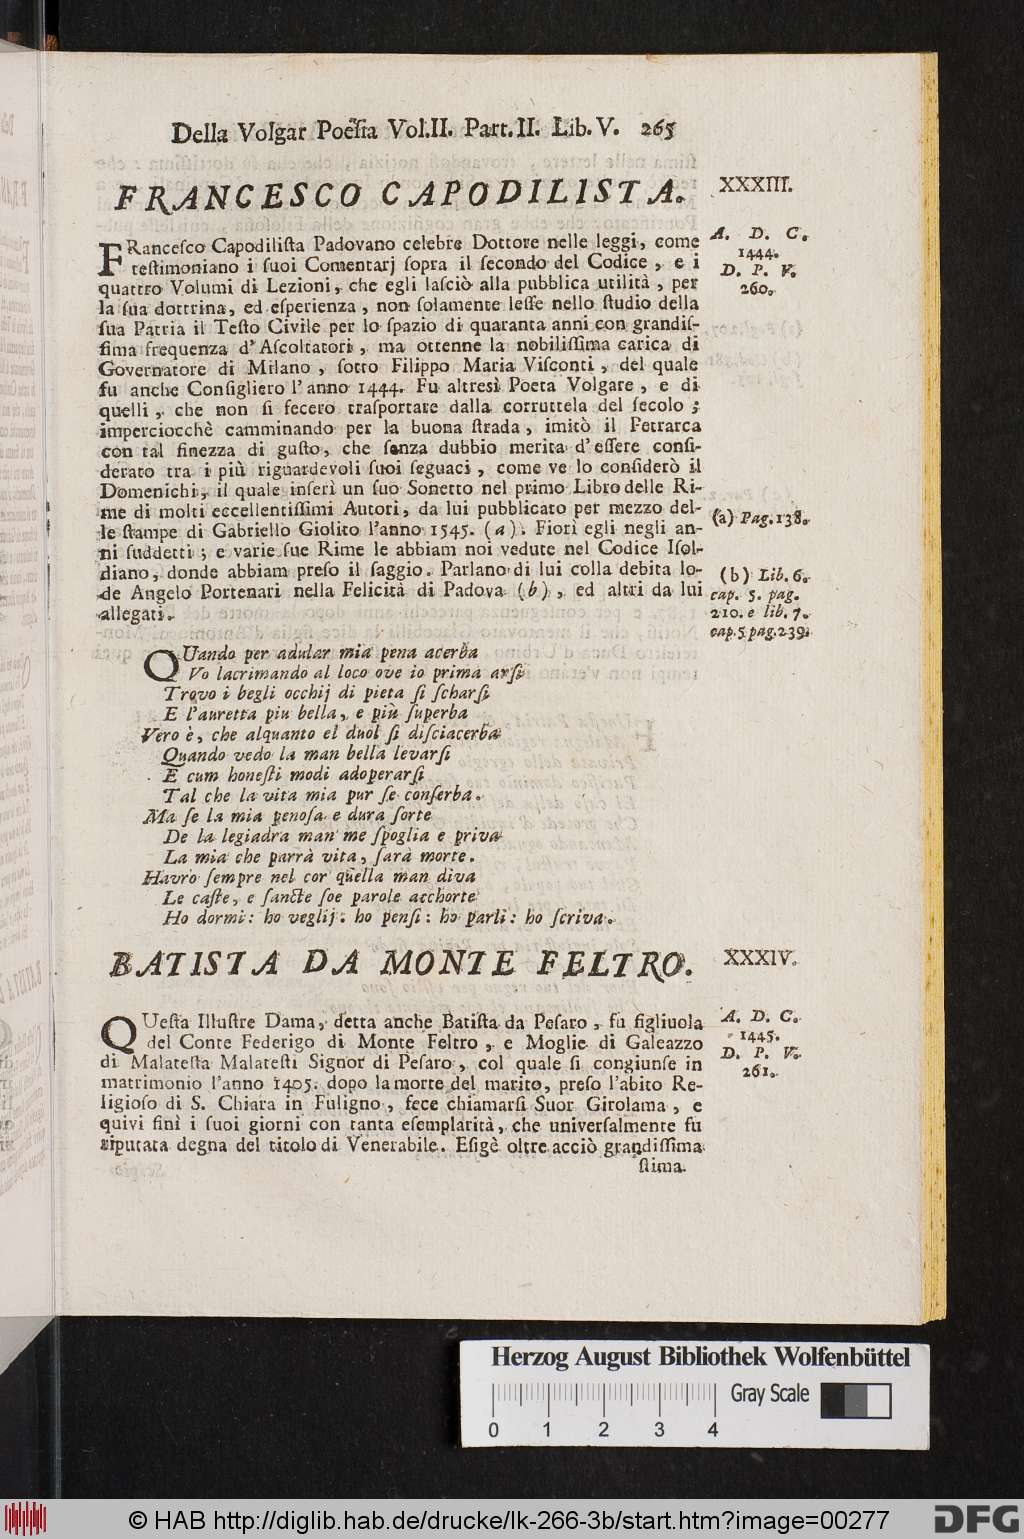 Della Volgar Poesia Vol.II. Part.II. Lib.V. 265
FRANCESCO CAPODILISTA.
XXXIII.
A. D. C.
1444.
D. P. V.
260.
FRancesco Capodilista Padovano celebre Dottore nelle leggi, come
testimoniano i suoi Comentarj sopra il secondo del Codice, e i
quattro Volumi di Lezioni, che egli lasciò alla pubblica utilità, per
la sua dottrina, ed esperienza, non solamente lesse nello studio della
sua Patria il Testo Civile per lo spazio di quaranta anni con grandis-
sima frequenza d'Ascoltatori, ma ottenne la nobilissima carica di
Governatore di Milano, sotto Filippo Maria Visconti, del quale
fu anche Consigliero l'anno 1444. Fu altresì Poeta Volgare, e di
quelli, che non si fecero trasportare dalla corruttela del secolo;
imperciocchè camminando per la buona strada, imitò il Petrarca
con tal finezza di gusto, che senza dubbio merita d'essere consi-
derato tra i più riguardevoli suoi seguaci, come ve lo considerò il
Domenichi, il quale inserì un suo Sonetto nel primo Libro delle Ri-
me di molti eccellentissimi Autori, da lui pubblicato per mezzo del-
le stampe di Gabriello Giolito l'anno 1545. (a). Fiorì egli negli an-
ni suddetti; e varie sue Rime le abbiam noi vedute nel Codice Isol-
diano, donde abbiam preso il saggio. Parlano di lui colla debita lo-
de Angelo Portenari nella Felicità di Padova (b), ed altri da lui
allegati.
(a) Pag.138.
(b) Lib. 6.
cap. 5. pag.
210. e lib. 7.
cap.5 pag.239.
QUando per adular mia pena acerba
Vo lacrimando al loco ove io prima arsi
Trovo i begli occhij di pieta si scharsi
E l'auretta piu bella, e più superba
Vero è, che alquanto el duol si disciacerba
Quando vedo la man bella levarsi
E cum honesti modi adoperarsi
Tal che la vita mia pur se conserba.
Ma se la mia penosa e dura sorte
De la legiadra man me spoglia e priva
La mia che parrà vita, sarà morte.
Havro sempre nel cor quella man diva
Le caste, e sancte soe parole acchorte
Ho dormi: ho veglij: ho pensi: ho parli: ho scriva.
BATISTA DA MONTE FELTRO.
XXXIV.
A. D. C.
1445.
D. P. V.
261.
QUesta Illustre Dama, detta anche Batista da Pesaro, fu figliuola
del Conte Federigo di Monte Feltro, e Moglie di Galeazzo
di Malatesta Malatesti Signor di Pesaro, col quale si congiunse in
matrimonio l'anno 1405. dopo la morte del marito, preso l'abito Re-
ligioso di S. Chiara in Fuligno, fece chiamarsi Suor Girolama, e
quivi finì i suoi giorni con tanta esemplarità, che universalmente fu
riputata degna del titolo di Venerabile. Esigè oltre acciò grandissima
stima.
Herzog August Bibliothek Wolfenbüttel
Gray Scale
0 1 2 3 4
© HAB http://diglib.hab.de/drucke/lk-266-3b/start.htm?image=00277
DFG